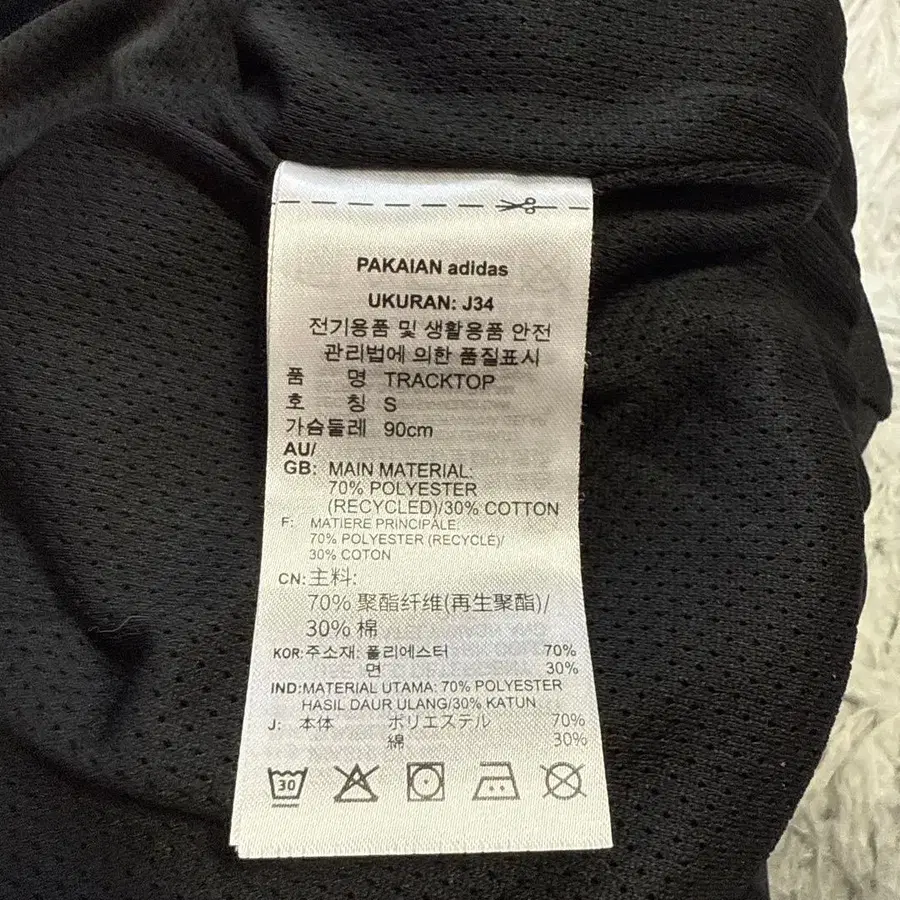 PAKAIAN adidas
UKURAN: J34
전기용품 및 생활용품 안전
관리법에 의한 품질표시
품 명 TRACKTOP
호 칭 S
가슴둘레 90cm
AU/
GB: MAIN MATERIAL:
70% POLYESTER
(RECYCLED)/30% COTTON
F: MATIERE PRINCIPALE:
70% POLYESTER (RECYCLÉ)/
30% COTON
CN:主料:
70% 聚酯纤维(再生聚酯)/
30% 棉
KOR:주소재: 폴리에스터 70%
면 30%
IND:MATERIAL UTAMA: 70% POLYESTER
HASIL DAUR ULANG/30% KATUN
J: 本体 ポリエステル 70%
綿 30%
30